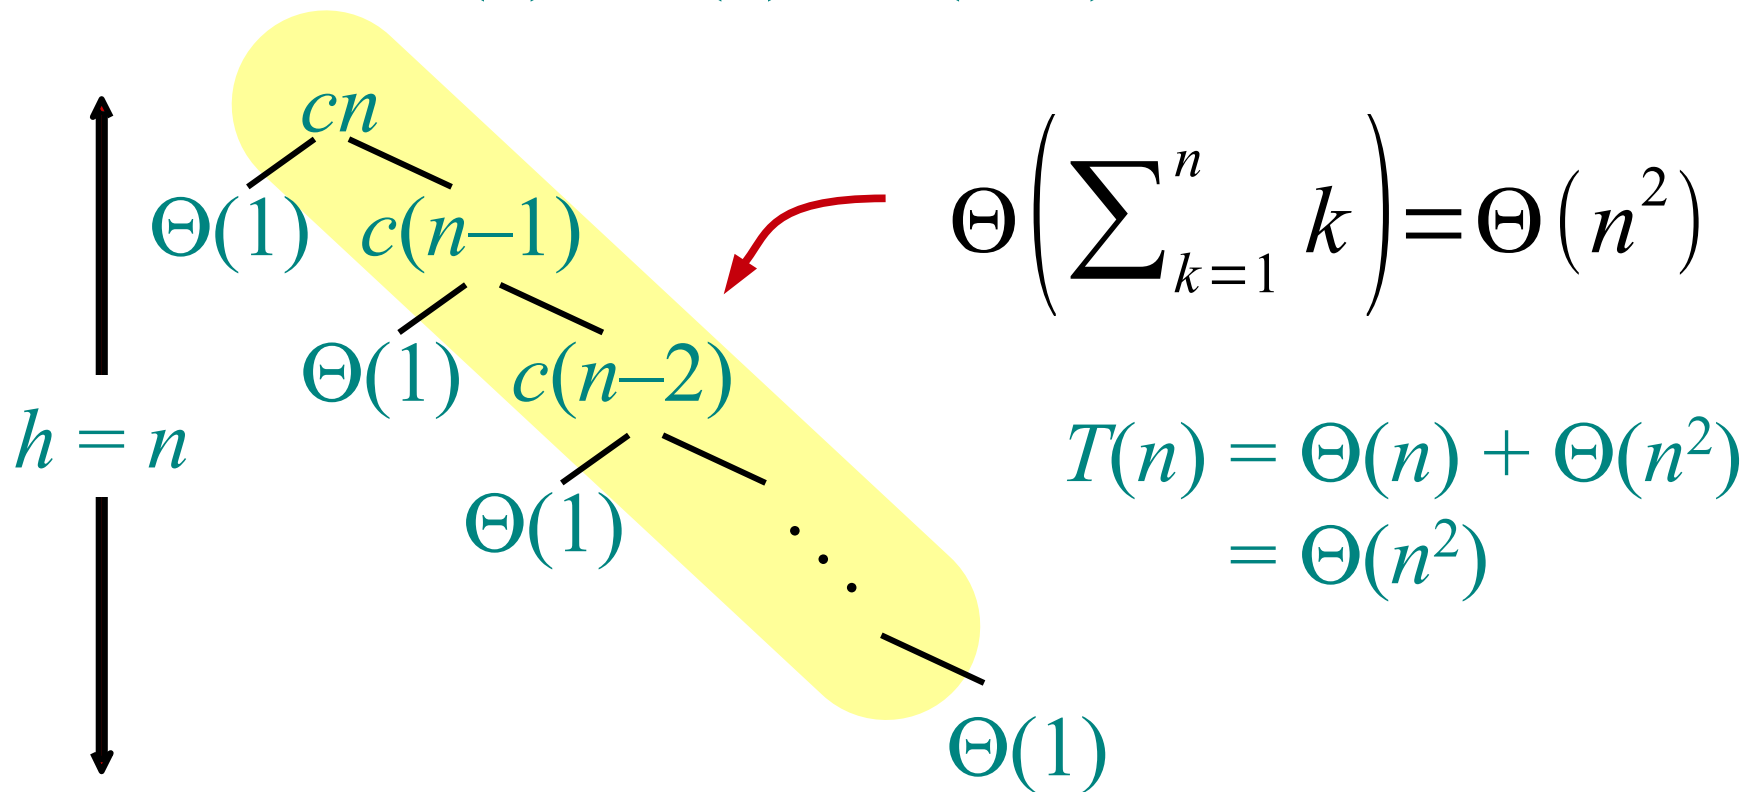 cn
Θ(1) c(n–1)
Θ(1) c(n–2)
Θ(1)
Θ(1)
h = n
Θ(∑ₖ₌₁ⁿ k) = Θ(n²)
T(n) = Θ(n) + Θ(n²)
= Θ(n²)